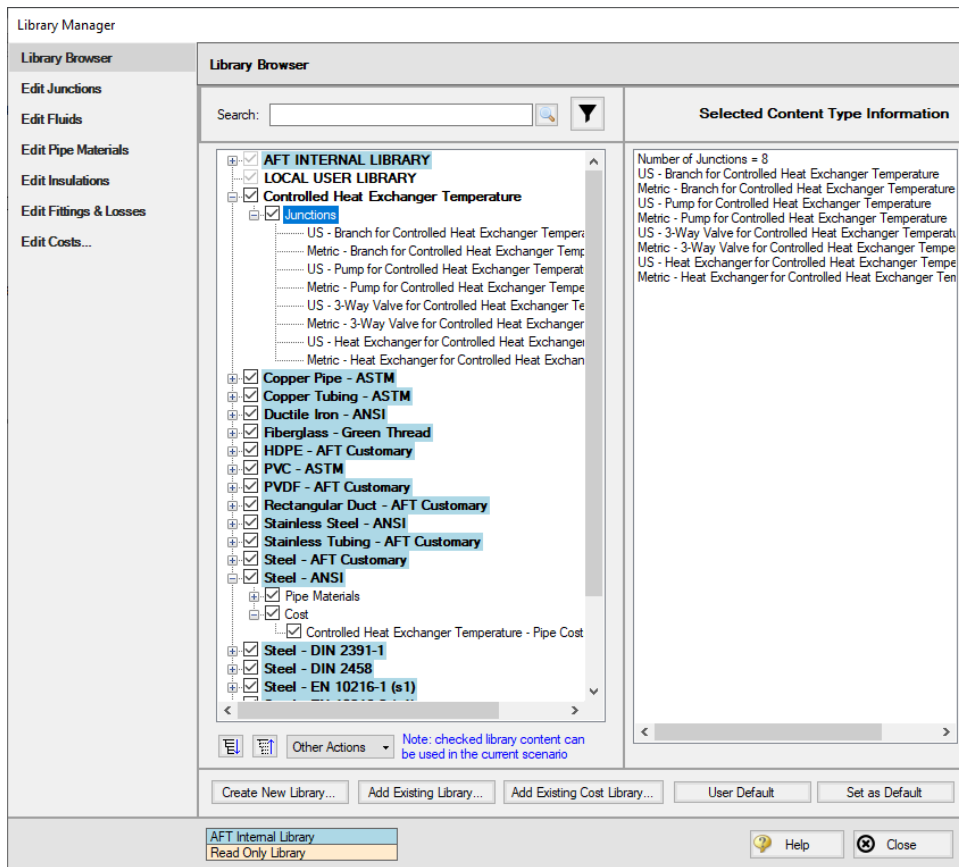 Library Manager
Library Browser
Edit Junctions
Edit Fluids
Edit Pipe Materials
Edit Insulations
Edit Fittings & Losses
Edit Costs...
Library Browser
Search:
AFT INTERNAL LIBRARY
LOCAL USER LIBRARY
Controlled Heat Exchanger Temperature
Junctions
US - Branch for Controlled Heat Exchanger Tempera
Metric - Branch for Controlled Heat Exchanger Temp
US - Pump for Controlled Heat Exchanger Temperat
Metric - Pump for Controlled Heat Exchanger Tempe
US - 3-Way Valve for Controlled Heat Exchanger Te
Metric - 3-Way Valve for Controlled Heat Exchanger
US - Heat Exchanger for Controlled Heat Exchanger
Metric - Heat Exchanger for Controlled Heat Exchan
Copper Pipe - ASTM
Copper Tubing - ASTM
Ductile Iron - ANSI
Fiberglass - Green Thread
HDPE - AFT Customary
PVC - ASTM
PVDF - AFT Customary
Rectangular Duct - AFT Customary
Stainless Steel - ANSI
Stainless Tubing - AFT Customary
Steel - AFT Customary
Steel - ANSI
Pipe Materials
Cost
Controlled Heat Exchanger Temperature - Pipe Cost
Steel - DIN 2391-1
Steel - DIN 2458
Steel - EN 10216-1 (s1)
Other Actions
Note: checked library content can
be used in the current scenario
Selected Content Type Information
Number of Junctions = 8
US - Branch for Controlled Heat Exchanger Temperature
Metric - Branch for Controlled Heat Exchanger Temperature
US - Pump for Controlled Heat Exchanger Temperature
Metric - Pump for Controlled Heat Exchanger Temperature
US - 3-Way Valve for Controlled Heat Exchanger Temperatu
Metric - 3-Way Valve for Controlled Heat Exchanger Tempe
US - Heat Exchanger for Controlled Heat Exchanger Tempe
Metric - Heat Exchanger for Controlled Heat Exchanger Ten
Create New Library...
Add Existing Library...
Add Existing Cost Library...
User Default
Set as Default
AFT Internal Library
Read Only Library
Help
Close